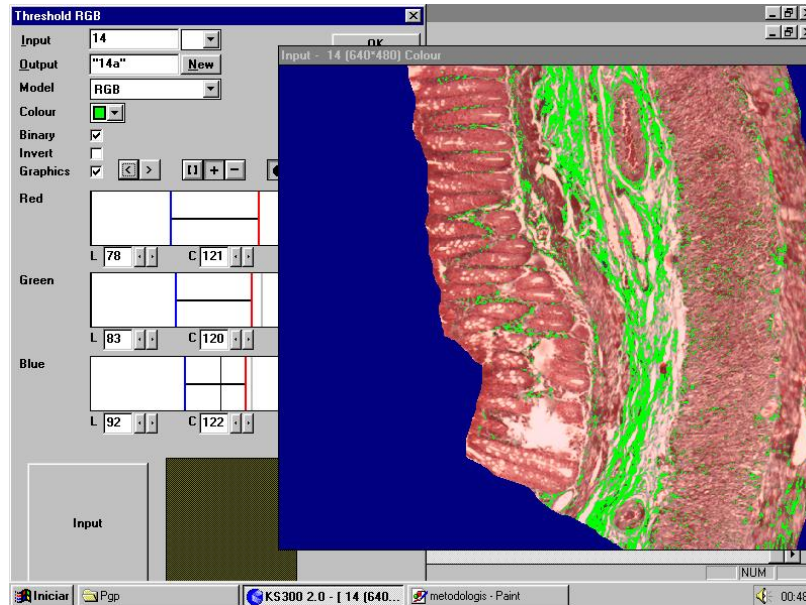 Threshold RGB
Input 14
OK
Output "14a" New
Model RGB
Colour
Binary
Invert
Graphics
Red
L 78 C 121
Green
L 83 C 120
Blue
L 92 C 122
Input
Input - 14 (640*480) Colour
NUM
Iniciar Pgp KS300 2.0 - [ 14 (640... metodologis - Paint 00:48